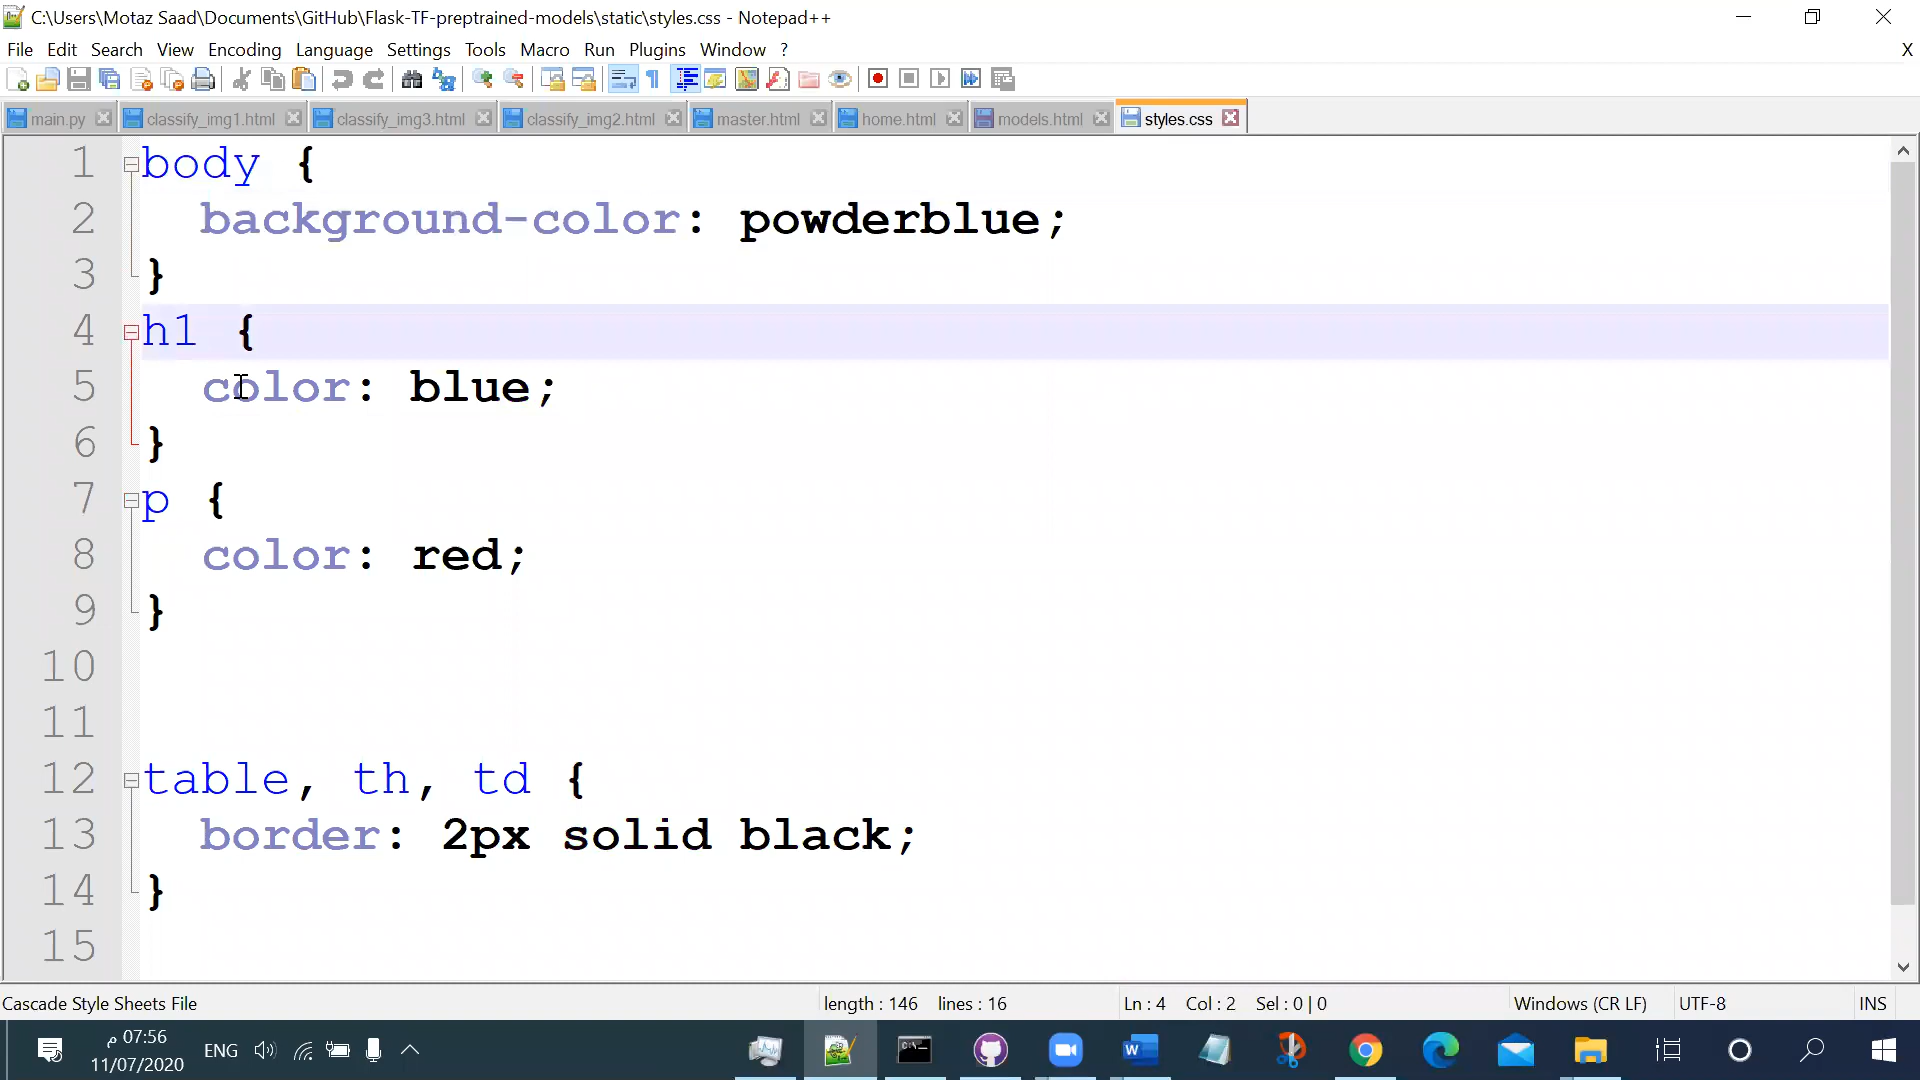 C:\Users\Motaz Saad\Documents\GitHub\Flask-TF-preptrained-models\static\styles.css - Notepad++
File Edit Search View Encoding Language Settings Tools Macro Run Plugins Window ? X
main.py classify_img1.html classify_img3.html classify_img2.html master.html home.html models.html styles.css
1 body {
2 background-color: powderblue;
3 }
4 h1 {
5 color: blue;
6 }
7 p {
8 color: red;
9 }
10
11
12 table, th, td {
13 border: 2px solid black;
14 }
15
Cascade Style Sheets File length : 146 lines : 16 Ln : 4 Col : 2 Sel : 0 | 0 Windows (CR LF) UTF-8 INS
07:56 م
11/07/2020
ENG